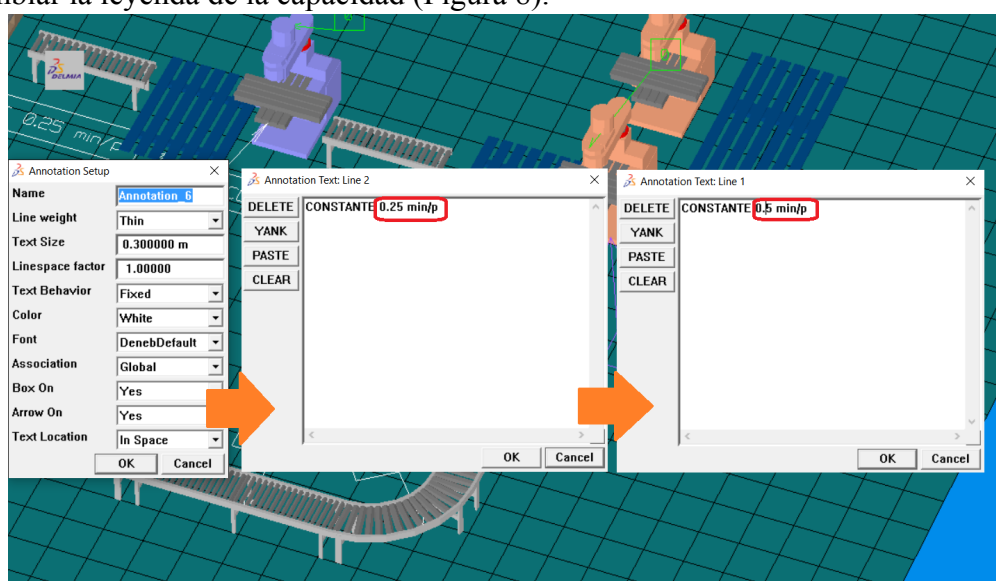 mbiar la leyenda de la capacidad (Figura 6).
DELMIA
0.25 min/p
Annotation Setup
Name Annotation_6
Line weight Thin
Text Size 0.300000 m
Linespace factor 1.00000
Text Behavior Fixed
Color White
Font DenebDefault
Association Global
Box On Yes
Arrow On Yes
Text Location In Space
OK Cancel
Annotation Text: Line 2
DELETE CONSTANTE 0.25 min/p
YANK
PASTE
CLEAR
OK Cancel
Annotation Text: Line 1
DELETE CONSTANTE 0.5 min/p
YANK
PASTE
CLEAR
OK Cancel